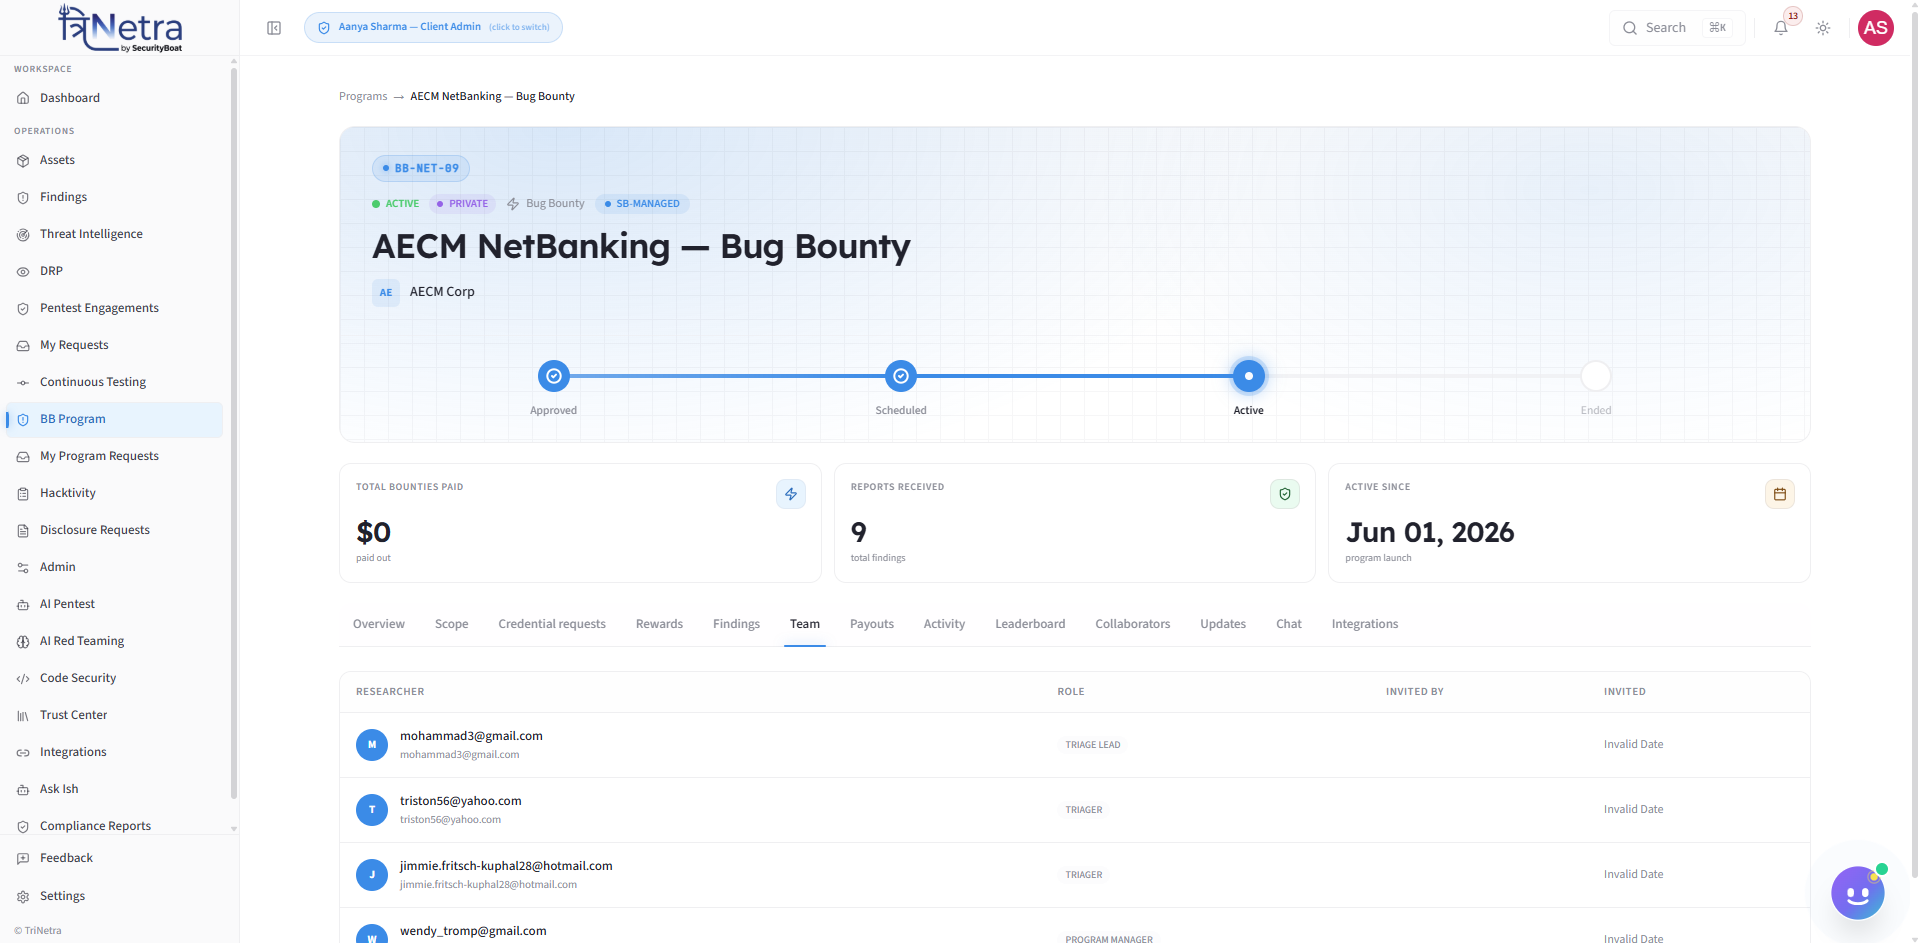 त्रिNetra
by SecurityBoat
WORKSPACE
Dashboard
OPERATIONS
Assets
Findings
Threat Intelligence
DRP
Pentest Engagements
My Requests
Continuous Testing
BB Program
My Program Requests
Hacktivity
Disclosure Requests
Admin
AI Pentest
AI Red Teaming
Code Security
Trust Center
Integrations
Ask Ish
Compliance Reports
Feedback
Settings
© TriNetra
Aanya Sharma — Client Admin (click to switch)
Search ⌘K
13
AS
Programs → AECM NetBanking — Bug Bounty
BB-NET-09
ACTIVE PRIVATE Bug Bounty SB-MANAGED
AECM NetBanking — Bug Bounty
AE AECM Corp
Approved Scheduled Active Ended
TOTAL BOUNTIES PAID
$0
paid out
REPORTS RECEIVED
9
total findings
ACTIVE SINCE
Jun 01, 2026
program launch
Overview Scope Credential requests Rewards Findings Team Payouts Activity Leaderboard Collaborators Updates Chat Integrations
RESEARCHER ROLE INVITED BY INVITED
M mohammad3@gmail.com
mohammad3@gmail.com
TRIAGE LEAD Invalid Date
T triston56@yahoo.com
triston56@yahoo.com
TRIAGER Invalid Date
J jimmie.fritsch-kuphal28@hotmail.com
jimmie.fritsch-kuphal28@hotmail.com
TRIAGER Invalid Date
W wendy_tromp@gmail.com
PROGRAM MANAGER Invalid Date